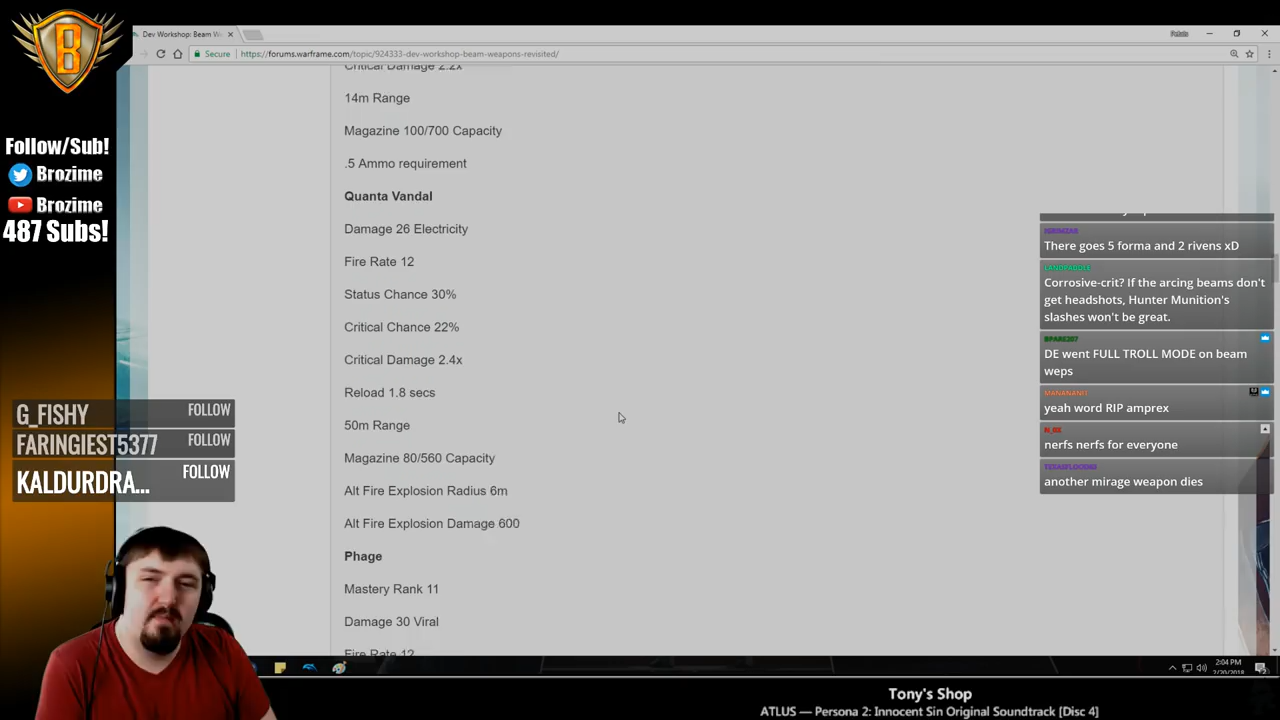 B
Follow/Sub!
Brozime
Brozime
487 Subs!
G_FISHY FOLLOW
FARINGIEST5377 FOLLOW
KALDURDRA... FOLLOW
Dev Workshop: Beam W
Secure https://forums.warframe.com/topic/924333-dev-workshop-beam-weapons-revisited/
Critical Damage 2.2x
14m Range
Magazine 100/700 Capacity
.5 Ammo requirement
Quanta Vandal
Damage 26 Electricity
Fire Rate 12
Status Chance 30%
Critical Chance 22%
Critical Damage 2.4x
Reload 1.8 secs
50m Range
Magazine 80/560 Capacity
Alt Fire Explosion Radius 6m
Alt Fire Explosion Damage 600
Phage
Mastery Rank 11
Damage 30 Viral
Fire Rate 12
There goes 5 forma and 2 rivens xD
Corrosive-crit? If the arcing beams don't
get headshots, Hunter Munition's
slashes won't be great.
DE went FULL TROLL MODE on beam
weps
yeah word RIP amprex
nerfs nerfs for everyone
another mirage weapon dies
2:04 PM
2/20/2018
Tony's Shop
ATLUS — Persona 2: Innocent Sin Original Soundtrack [Disc 4]